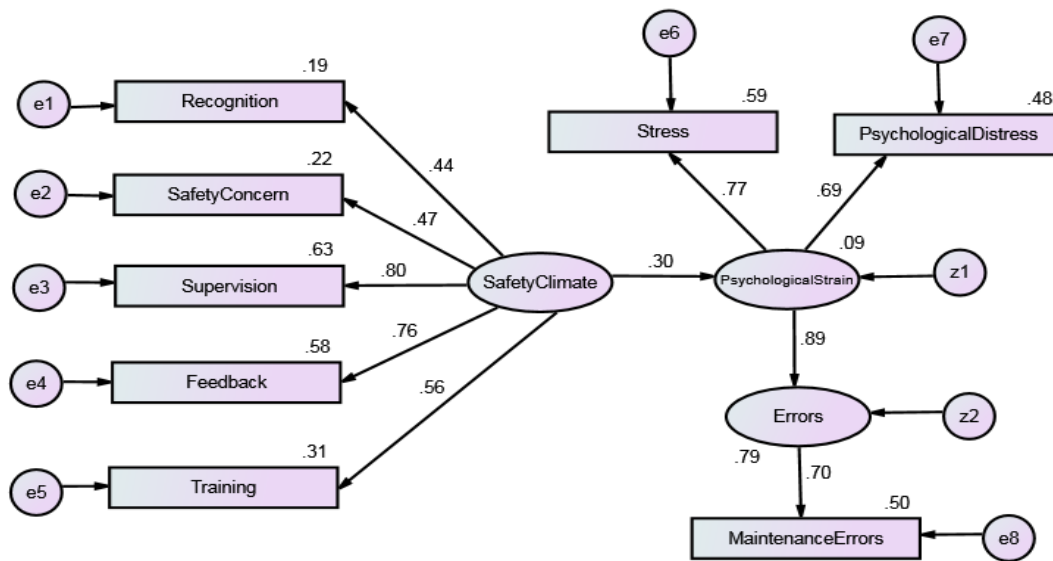 e6
e7
.19
e1
Recognition
.59
.48
Stress
PsychologicalDistress
.44
.22
e2
SafetyConcern
.77
.69
.47
.63
.09
e3
Supervision
.80
SafetyClimate
.30
PsychologicalStrain
z1
.76
.58
.89
e4
Feedback
.56
Errors
z2
.31
.79
.70
e5
Training
.50
MaintenanceErrors
e8